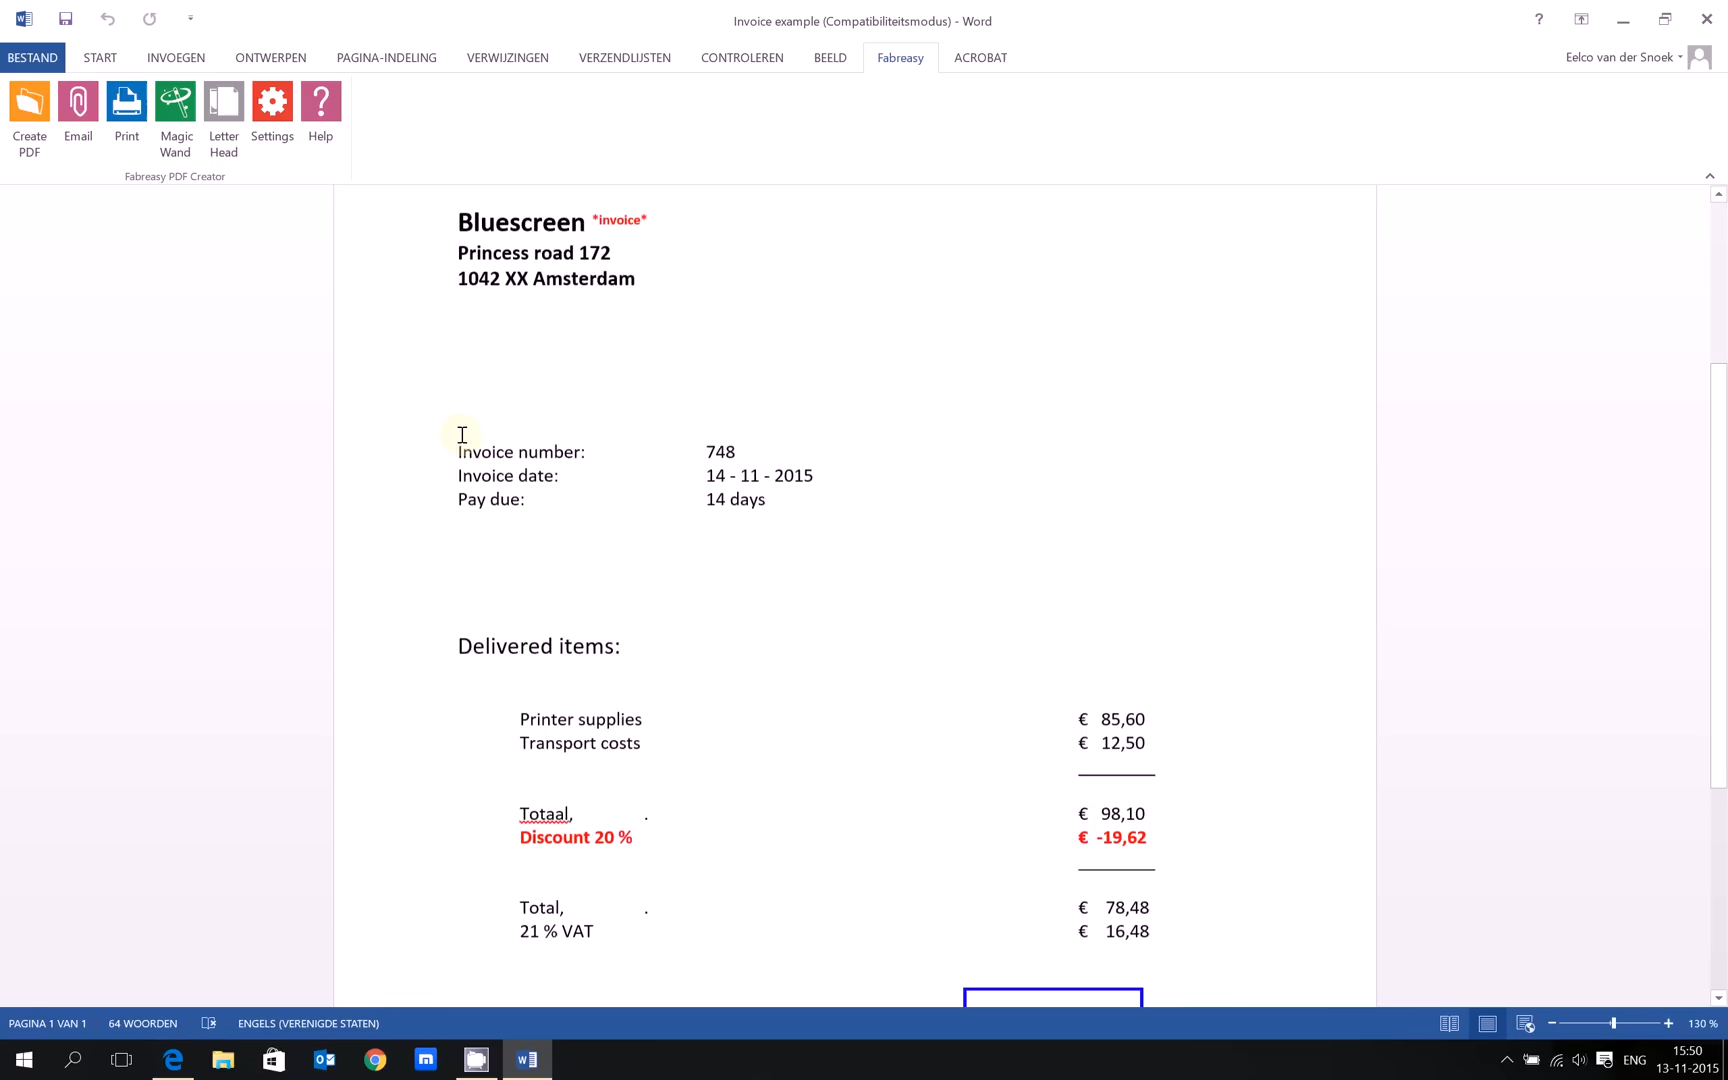 Invoice example (Compatibiliteitsmodus) - Word
?
BESTAND START INVOEGEN ONTWERPEN PAGINA-INDELING VERWIJZINGEN VERZENDLIJSTEN CONTROLEREN BEELD Fabreasy ACROBAT Eelco van der Snoek
Create PDF Email Print Magic Wand Letter Head Settings Help
Fabreasy PDF Creator
Bluescreen *invoice*
Princess road 172
1042 XX Amsterdam
Invoice number: 748
Invoice date: 14 - 11 - 2015
Pay due: 14 days
Delivered items:
Printer supplies € 85,60
Transport costs € 12,50
Totaal, . € 98,10
Discount 20 % € -19,62
Total, . € 78,48
21 % VAT € 16,48
PAGINA 1 VAN 1 64 WOORDEN ENGELS (VERENIGDE STATEN) 130 %
ENG 15:50
13-11-2015